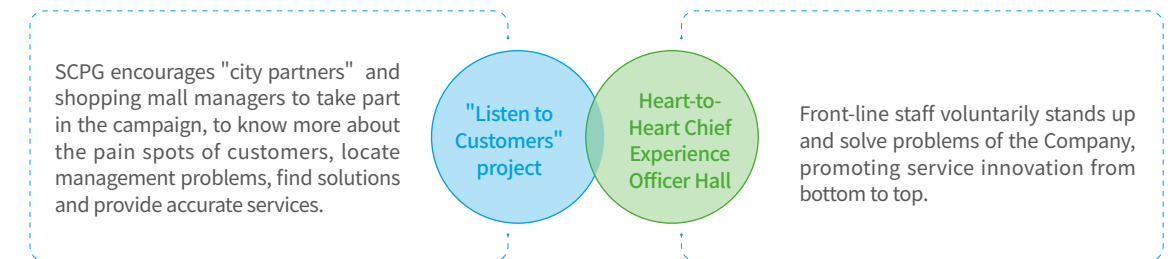 SCPG encourages "city partners" and
shopping mall managers to take part
in the campaign, to know more about
the pain spots of customers, locate
management problems, find solutions
and provide accurate services.
"Listen to
Customers"
project
Heart-to-
Heart Chief
Experience
Officer Hall
Front-line staff voluntarily stands up
and solve problems of the Company,
promoting service innovation from
bottom to top.